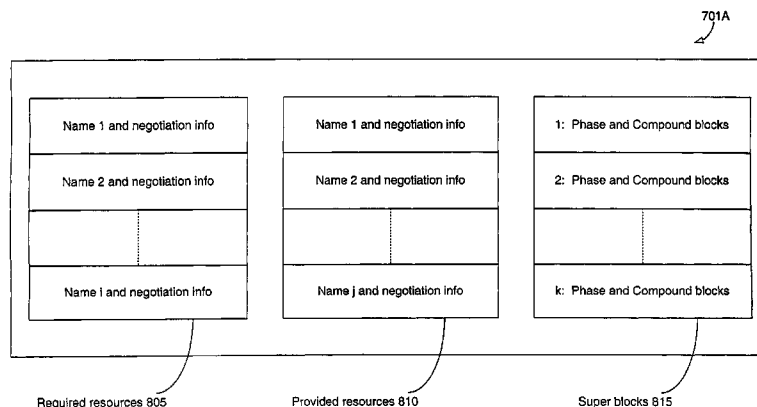 701A
Name 1 and negotiation info
Name 2 and negotiation info
Name i and negotiation info
Name 1 and negotiation info
Name 2 and negotiation info
Name j and negotiation info
1: Phase and Compound blocks
2: Phase and Compound blocks
k: Phase and Compound blocks
Required resources 805
Provided resources 810
Super blocks 815